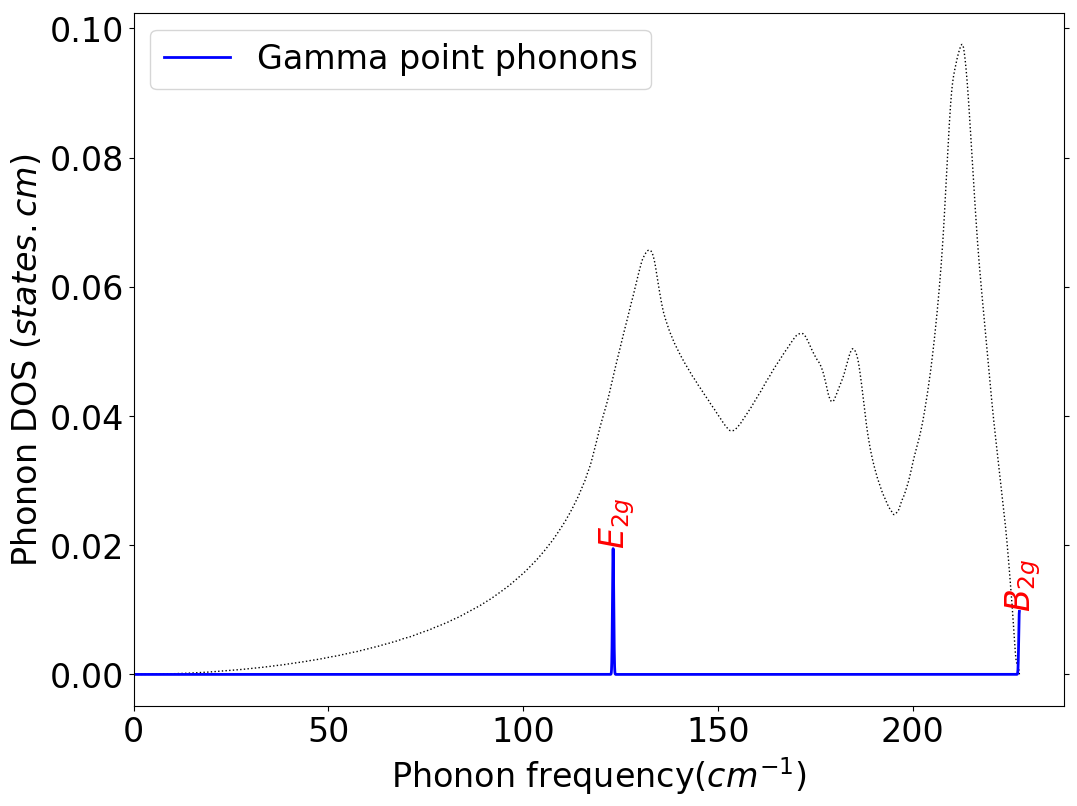 Gamma point phonons
0.10
0.08
0.06
0.04
0.02
0.00
Phonon DOS (states.cm)
E2g
B2g
0 50 100 150 200
Phonon frequency(cm⁻¹)